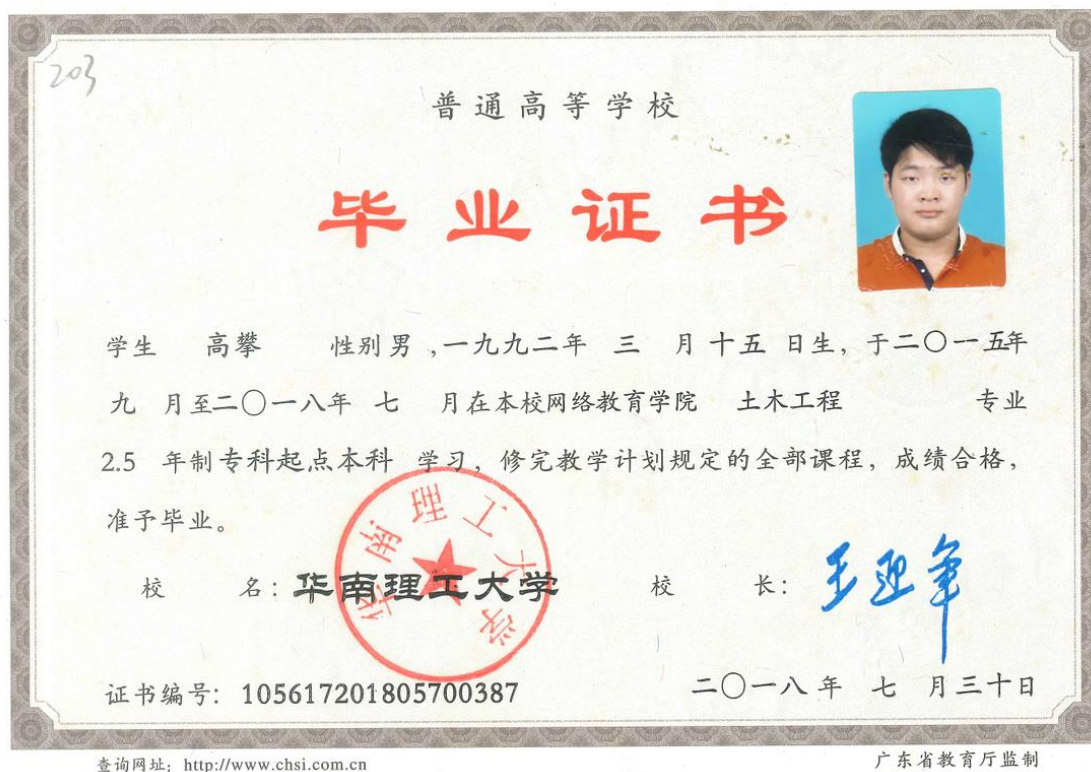 203
普通高等学校
毕业证书
学生 高攀 性别男,一九九二年 三 月十五 日生,于二〇一五年
九 月至二〇一八年 七 月在本校网络教育学院 土木工程 专业
2.5 年制专科起点本科 学习,修完教学计划规定的全部课程,成绩合格,
准予毕业。
华南理工大学
校 名:华南理工大学 校 长:王迎军
证书编号:105617201805700387 二〇一八年 七 月三十日
查询网址:http://www.chsi.com.cn 广东省教育厅监制